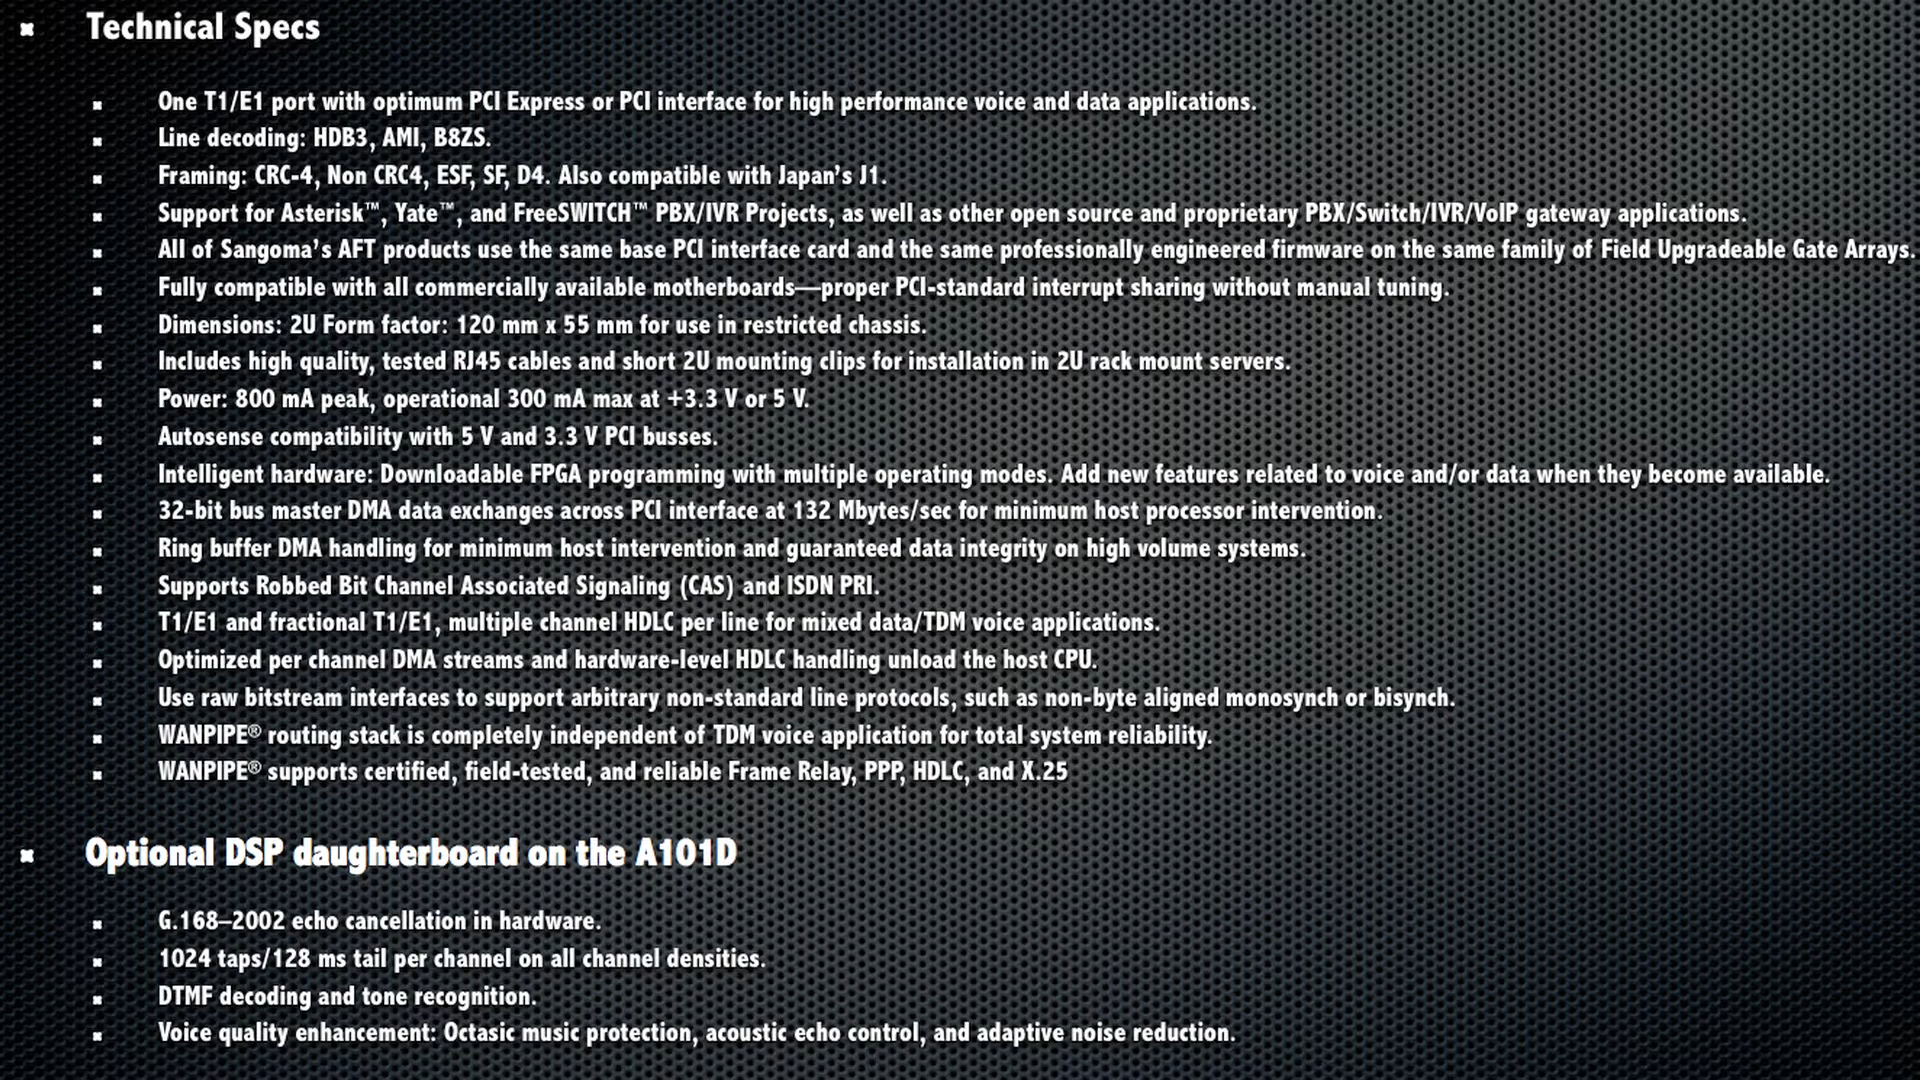 Technical Specs
One T1/E1 port with optimum PCI Express or PCI interface for high performance voice and data applications.
Line decoding: HDB3, AMI, B8ZS.
Framing: CRC-4, Non CRC4, ESF, SF, D4. Also compatible with Japan's J1.
Support for Asterisk™, Yate™, and FreeSWITCH™ PBX/IVR Projects, as well as other open source and proprietary PBX/Switch/IVR/VoIP gateway applications.
All of Sangoma's AFT products use the same base PCI interface card and the same professionally engineered firmware on the same family of Field Upgradeable Gate Arrays.
Fully compatible with all commercially available motherboards—proper PCI-standard interrupt sharing without manual tuning.
Dimensions: 2U Form factor: 120 mm x 55 mm for use in restricted chassis.
Includes high quality, tested RJ45 cables and short 2U mounting clips for installation in 2U rack mount servers.
Power: 800 mA peak, operational 300 mA max at +3.3 V or 5 V.
Autosense compatibility with 5 V and 3.3 V PCI busses.
Intelligent hardware: Downloadable FPGA programming with multiple operating modes. Add new features related to voice and/or data when they become available.
32-bit bus master DMA data exchanges across PCI interface at 132 Mbytes/sec for minimum host processor intervention.
Ring buffer DMA handling for minimum host intervention and guaranteed data integrity on high volume systems.
Supports Robbed Bit Channel Associated Signaling (CAS) and ISDN PRI.
T1/E1 and fractional T1/E1, multiple channel HDLC per line for mixed data/TDM voice applications.
Optimized per channel DMA streams and hardware-level HDLC handling unload the host CPU.
Use raw bitstream interfaces to support arbitrary non-standard line protocols, such as non-byte aligned monosynch or bisynch.
WANPIPE® routing stack is completely independent of TDM voice application for total system reliability.
WANPIPE® supports certified, field-tested, and reliable Frame Relay, PPP, HDLC, and X.25
Optional DSP daughterboard on the A101D
G.168–2002 echo cancellation in hardware.
1024 taps/128 ms tail per channel on all channel densities.
DTMF decoding and tone recognition.
Voice quality enhancement: Octasic music protection, acoustic echo control, and adaptive noise reduction.